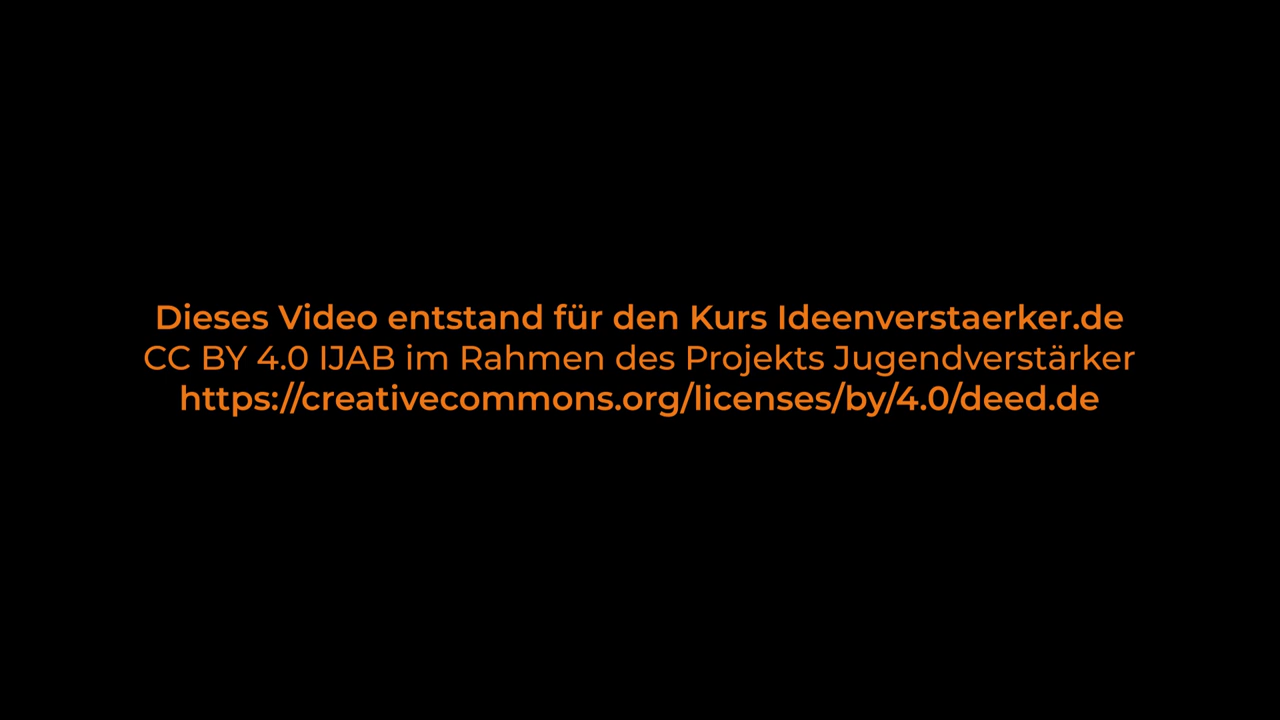 Dieses Video entstand für den Kurs Ideenverstaerker.de
CC BY 4.0 IJAB im Rahmen des Projekts Jugendverstärker
https://creativecommons.org/licenses/by/4.0/deed.de